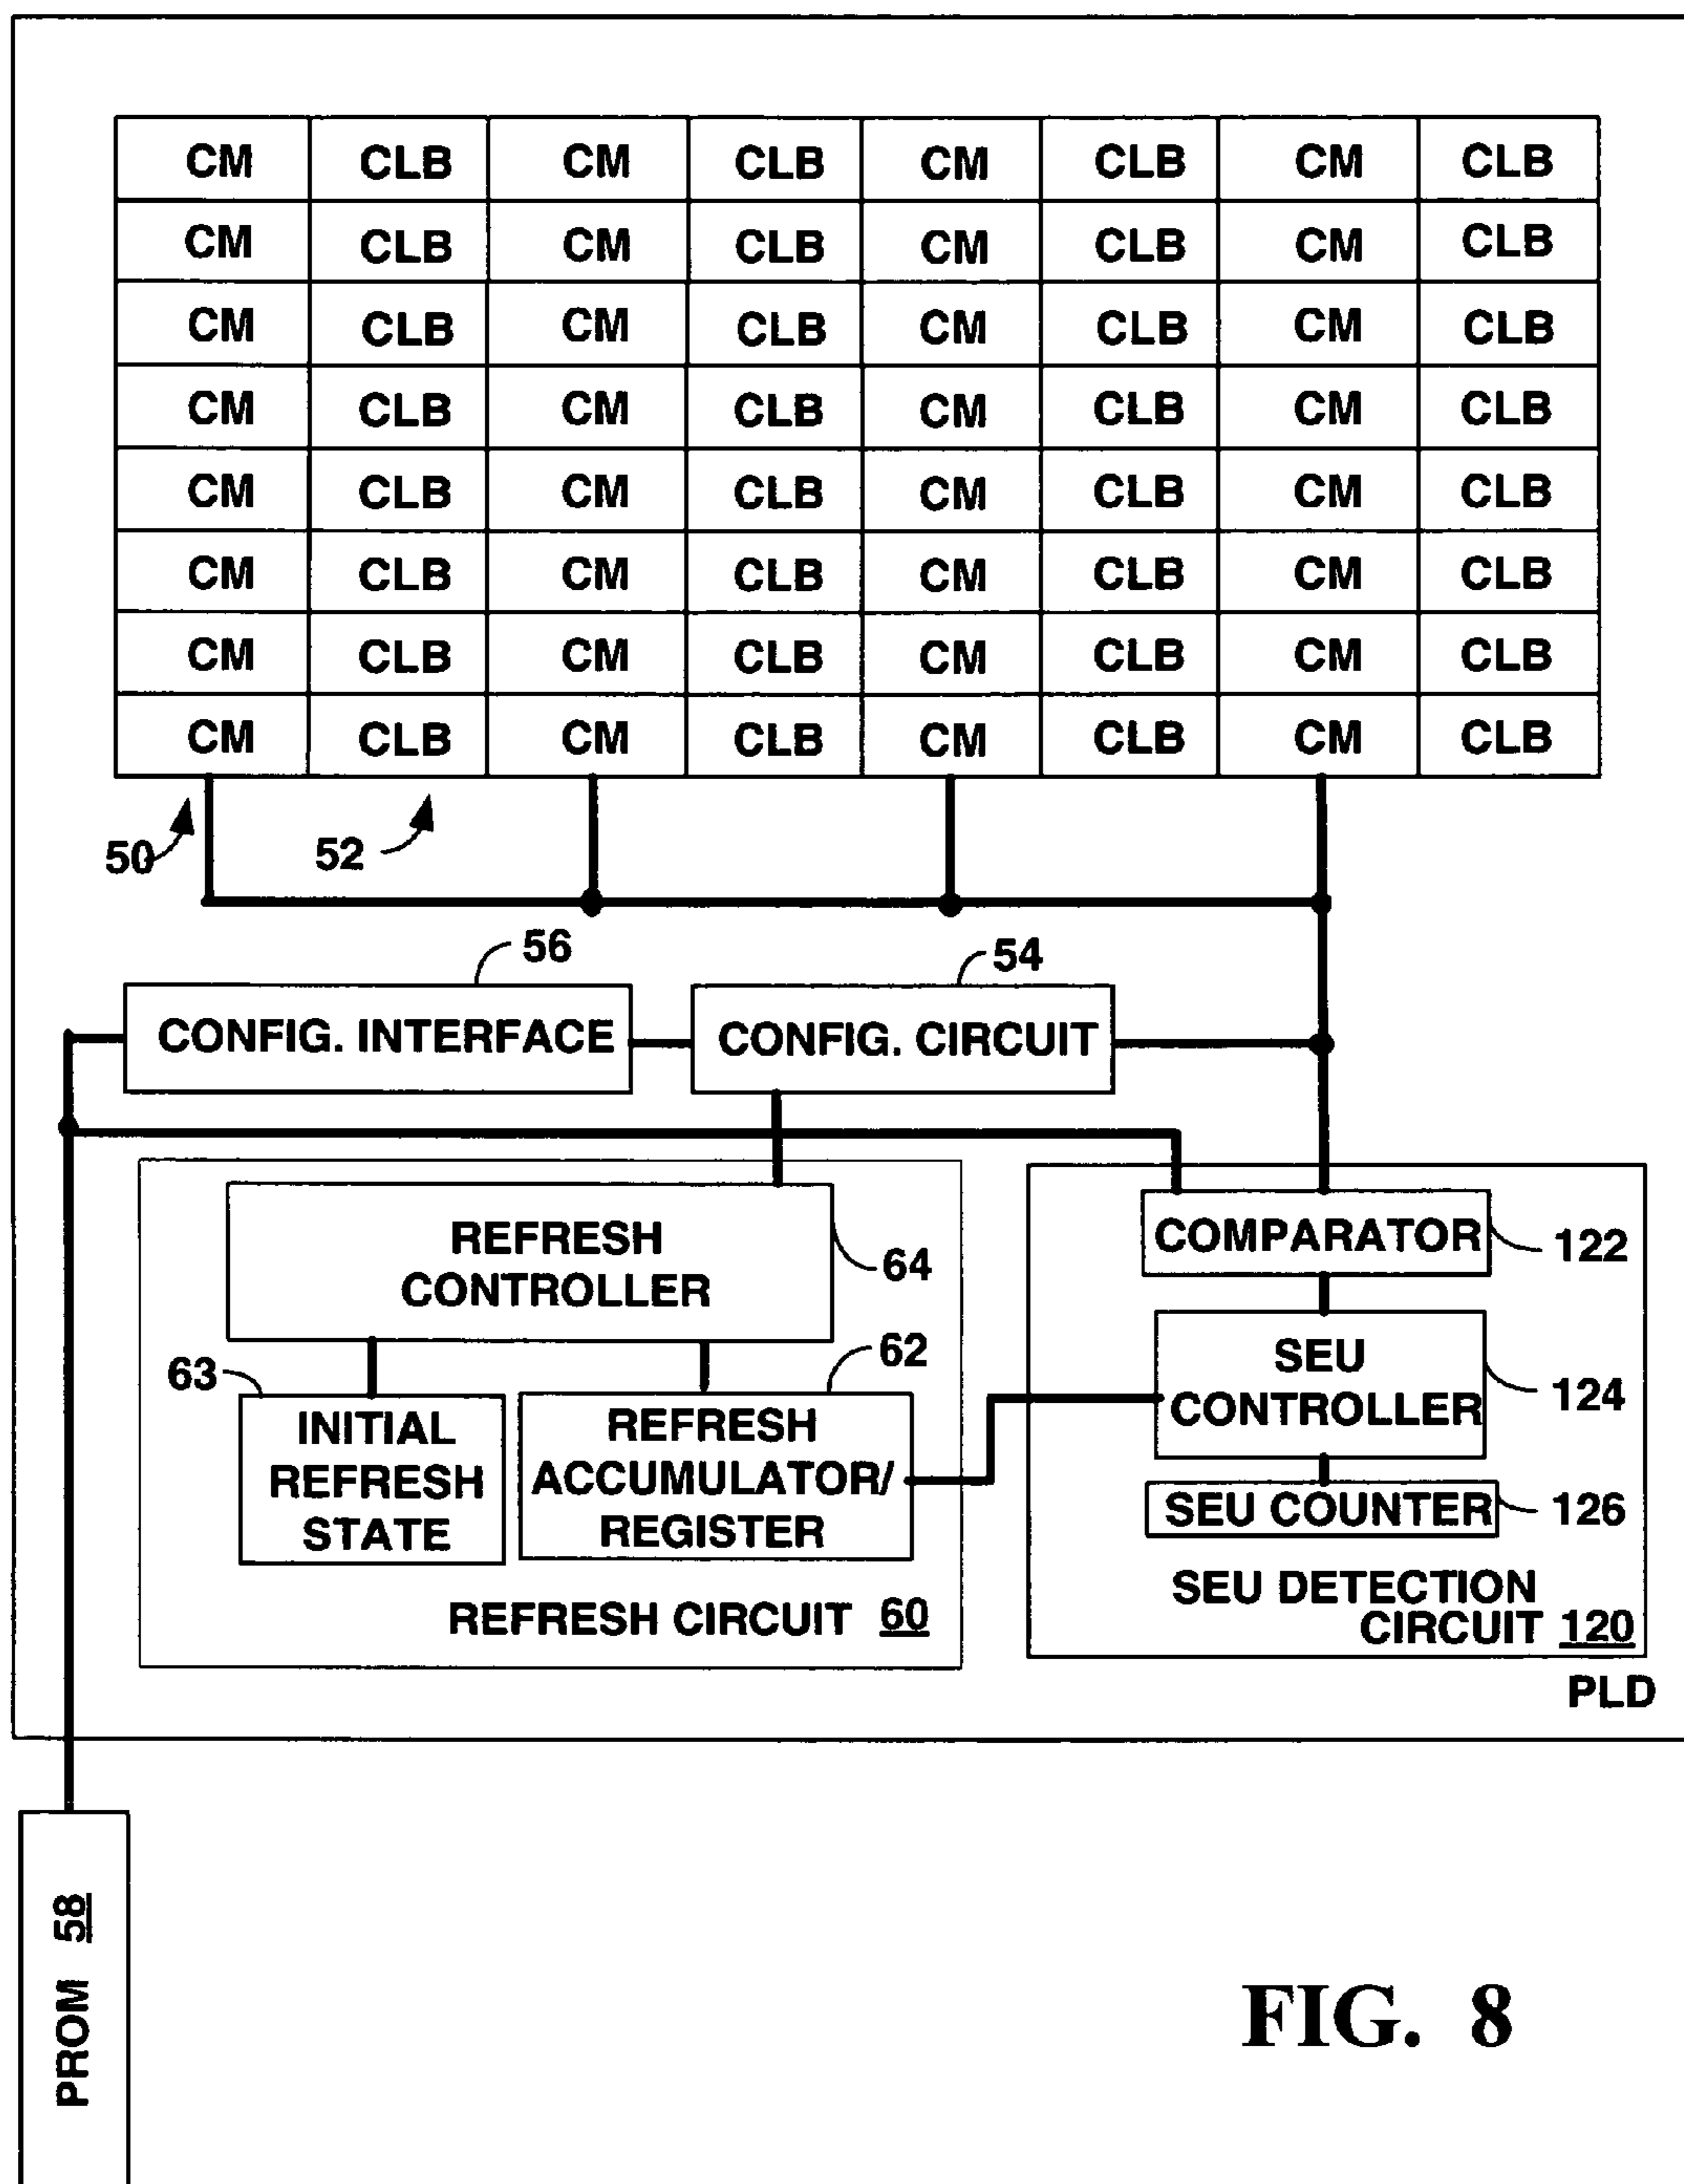 CM CLB CM CLB CM CLB CM CLB
CM CLB CM CLB CM CLB CM CLB
CM CLB CM CLB CM CLB CM CLB
CM CLB CM CLB CM CLB CM CLB
CM CLB CM CLB CM CLB CM CLB
CM CLB CM CLB CM CLB CM CLB
CM CLB CM CLB CM CLB CM CLB
CM CLB CM CLB CM CLB CM CLB
50
52
56
54
CONFIG. INTERFACE
CONFIG. CIRCUIT
REFRESH
CONTROLLER
64
63
62
INITIAL
REFRESH
STATE
REFRESH
ACCUMULATOR/
REGISTER
REFRESH CIRCUIT 60
COMPARATOR
122
SEU
CONTROLLER
124
SEU COUNTER
126
SEU DETECTION
CIRCUIT 120
PLD
PROM 58
FIG. 8